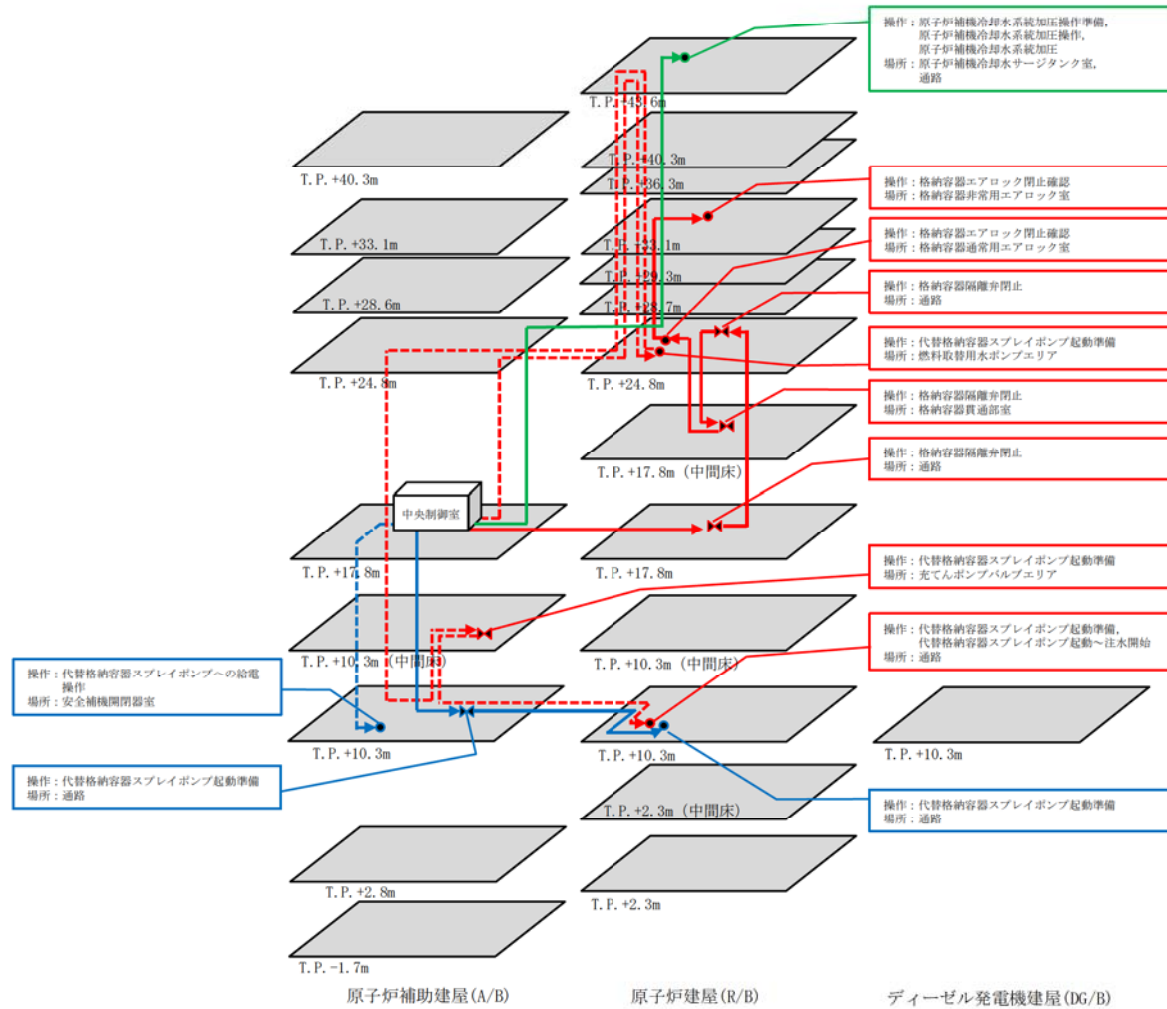 操作：原子炉補機冷却水系統加圧操作準備，
原子炉補機冷却水系統加圧操作，
原子炉補機冷却水系統加圧
場所：原子炉補機冷却水サージタンク室，
通路
T.P. +43.6m
T.P. +40.3m
T.P. +40.3m
T.P. +36.3m
操作：格納容器エアロック閉止確認
場所：格納容器非常用エアロック室
T.P. +33.1m
T.P. +33.1m
操作：格納容器エアロック閉止確認
場所：格納容器通常用エアロック室
T.P. +29.3m
T.P. +28.6m
T.P. +28.7m
操作：格納容器隔離弁閉止
場所：通路
操作：代替格納容器スプレイポンプ起動準備
場所：燃料取替用水ポンプエリア
T.P. +24.8m
T.P. +24.8m
操作：格納容器隔離弁閉止
場所：格納容器貫通部室
T.P. +17.8m (中間床)
操作：格納容器隔離弁閉止
場所：通路
中央制御室
T.P. +17.8m
T.P. +17.8m
操作：代替格納容器スプレイポンプ起動準備
場所：充てんポンプバルブエリア
T.P. +10.3m (中間床)
T.P. +10.3m (中間床)
操作：代替格納容器スプレイポンプ起動準備，
代替格納容器スプレイポンプ起動～注水開始
場所：通路
操作：代替格納容器スプレイポンプへの給電
操作
場所：安全補機開閉器室
T.P. +10.3m
T.P. +10.3m
T.P. +10.3m
操作：代替格納容器スプレイポンプ起動準備
場所：通路
T.P. +2.3m (中間床)
操作：代替格納容器スプレイポンプ起動準備
場所：通路
T.P. +2.8m
T.P. +2.3m
T.P. -1.7m
原子炉補助建屋(A/B)
原子炉建屋(R/B)
ディーゼル発電機建屋(DG/B)